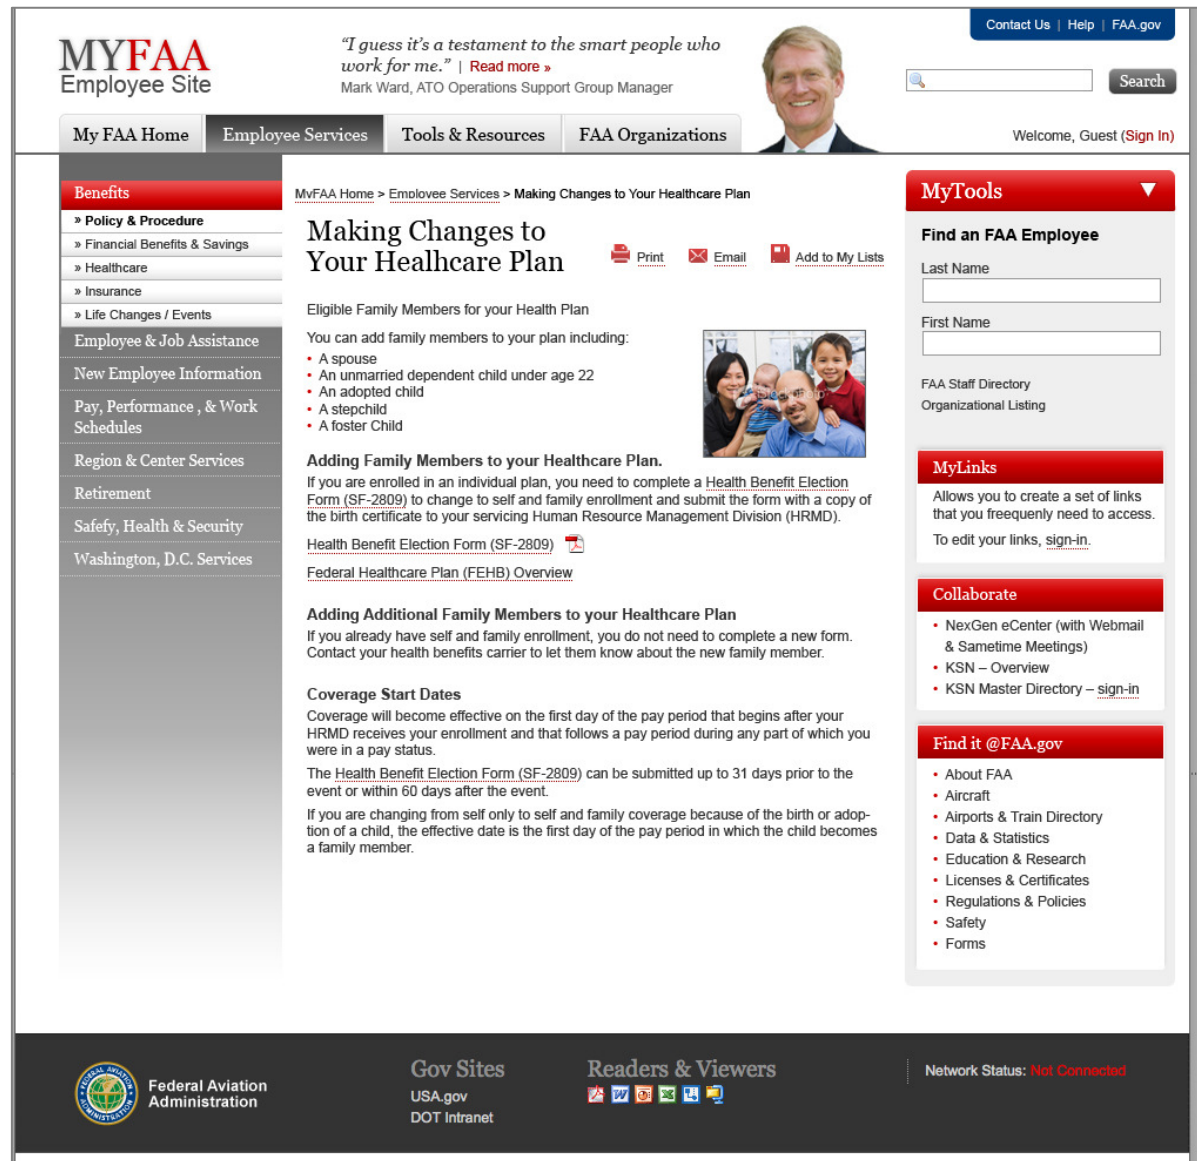 Contact Us | Help | FAA.gov
MYFAA
Employee Site
“I guess it’s a testament to the smart people who
work for me.” | Read more »
Mark Ward, ATO Operations Support Group Manager
Search
My FAA Home
Employee Services
Tools & Resources
FAA Organizations
Welcome, Guest (Sign In)
Benefits
» Policy & Procedure
» Financial Benefits & Savings
» Healthcare
» Insurance
» Life Changes / Events
Employee & Job Assistance
New Employee Information
Pay, Performance , & Work
Schedules
Region & Center Services
Retirement
Safefy, Health & Security
Washington, D.C. Services
MyFAA Home > Employee Services > Making Changes to Your Healthcare Plan
Making Changes to
Your Healhcare Plan
Print
Email
Add to My Lists
Eligible Family Members for your Health Plan
You can add family members to your plan including:
• A spouse
• An unmarried dependent child under age 22
• An adopted child
• A stepchild
• A foster Child
Adding Family Members to your Healthcare Plan.
If you are enrolled in an individual plan, you need to complete a Health Benefit Election
Form (SF-2809) to change to self and family enrollment and submit the form with a copy of
the birth certificate to your servicing Human Resource Management Division (HRMD).
Health Benefit Election Form (SF-2809)
Federal Healthcare Plan (FEHB) Overview
Adding Additional Family Members to your Healthcare Plan
If you already have self and family enrollment, you do not need to complete a new form.
Contact your health benefits carrier to let them know about the new family member.
Coverage Start Dates
Coverage will become effective on the first day of the pay period that begins after your
HRMD receives your enrollment and that follows a pay period during any part of which you
were in a pay status.
The Health Benefit Election Form (SF-2809) can be submitted up to 31 days prior to the
event or within 60 days after the event.
If you are changing from self only to self and family coverage because of the birth or adop-
tion of a child, the effective date is the first day of the pay period in which the child becomes
a family member.
MyTools
Find an FAA Employee
Last Name
First Name
FAA Staff Directory
Organizational Listing
MyLinks
Allows you to create a set of links
that you freequenly need to access.
To edit your links, sign-in.
Collaborate
• NexGen eCenter (with Webmail
& Sametime Meetings)
• KSN – Overview
• KSN Master Directory – sign-in
Find it @FAA.gov
• About FAA
• Aircraft
• Airports & Train Directory
• Data & Statistics
• Education & Research
• Licenses & Certificates
• Regulations & Policies
• Safety
• Forms
Federal Aviation
Administration
Gov Sites
USA.gov
DOT Intranet
Readers & Viewers
Network Status: Not Connected